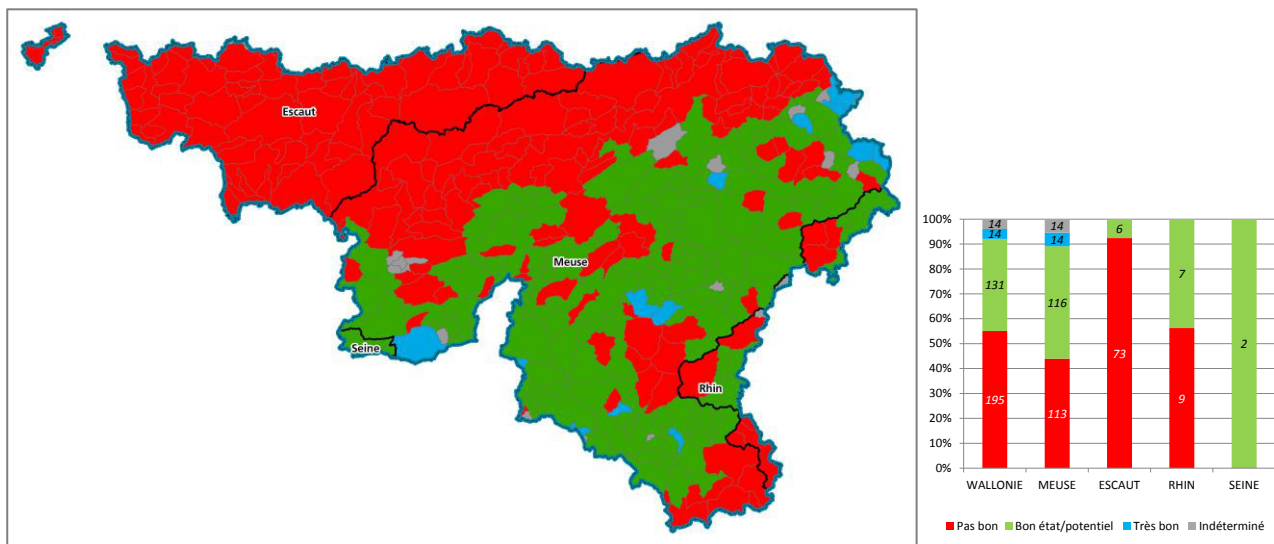 Escaut
Meuse
Seine
Rhin
100%
90%
80%
70%
60%
50%
40%
30%
20%
10%
0%
14 14 6
14 14
131 116 7
73 2
195 113 9
WALLONIE MEUSE ESCAUT RHIN SEINE
Pas bon Bon état/potentiel Très bon Indéterminé